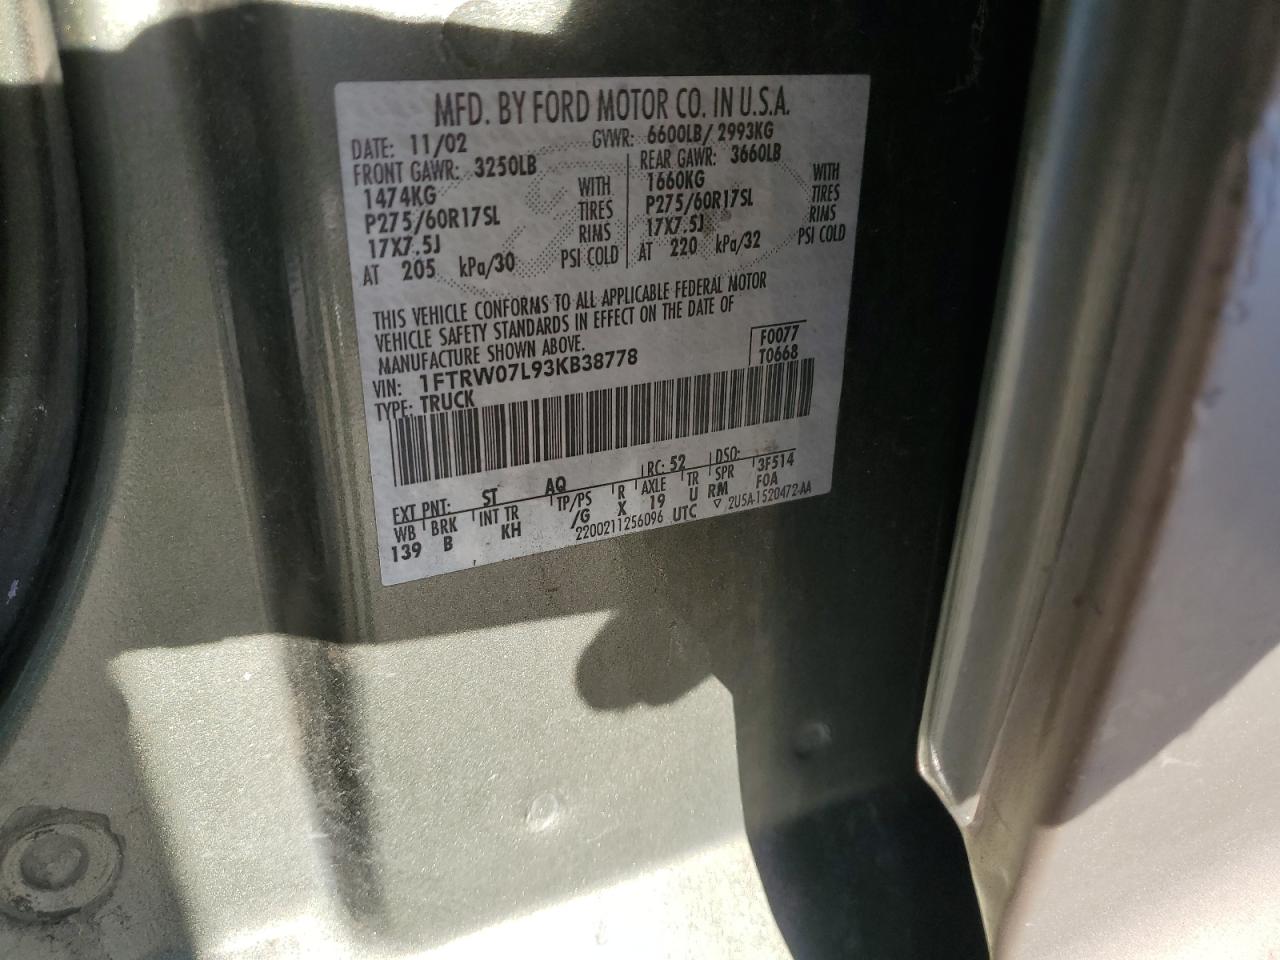 MFD. BY FORD MOTOR CO. IN U.S.A.
DATE: 11/02 GVWR: 6600LB/ 2993KG
FRONT GAWR: 3250LB REAR GAWR: 3660LB
1474KG WITH 1660KG WITH
P275/60R17SL TIRES P275/60R17SL TIRES
17X7.5J RIMS 17X7.5J RIMS
AT 205 kPa/30 PSI COLD AT 220 kPa/32 PSI COLD
THIS VEHICLE CONFORMS TO ALL APPLICABLE FEDERAL MOTOR
VEHICLE SAFETY STANDARDS IN EFFECT ON THE DATE OF
MANUFACTURE SHOWN ABOVE.
VIN: 1FTRW07L93KB38778 F0077
TYPE: TRUCK T0668
EXT PNT: ST AQ RC: 52 DSO: 3F514
WB BRK INT TR TP/PS R AXLE TR SPR F0A
139 B KH /G X 19 U RM
2200211256096 UTC ▽ 2U5A-1520472-AA